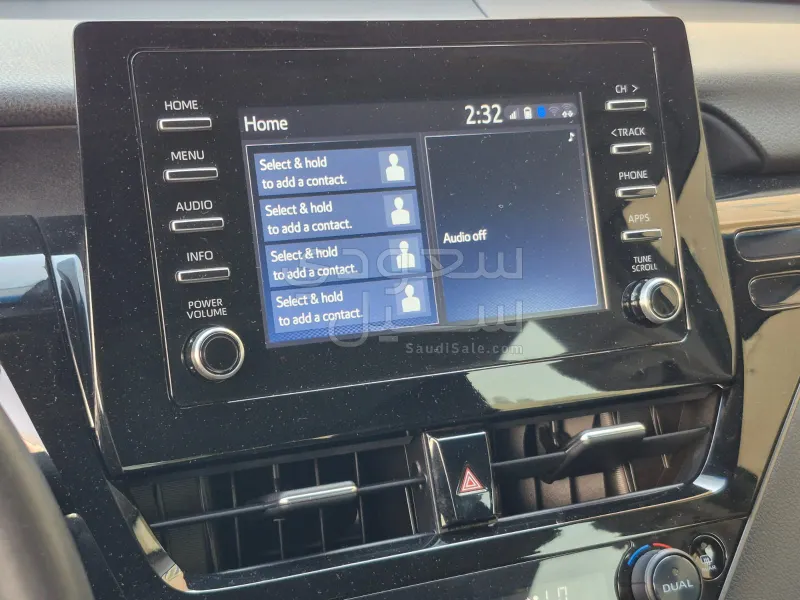 HOME
MENU
AUDIO
INFO
POWER
VOLUME
Home
2:32
Select & hold
to add a contact.
Select & hold
to add a contact.
Select & hold
to add a contact.
Select & hold
to add a contact.
Audio off
CH >
< TRACK
PHONE
APPS
TUNE
SCROLL
سعودي
سيل
SaudiSale.com
DUAL